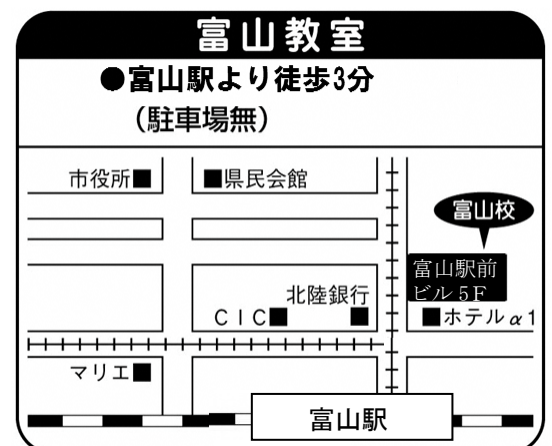 富山教室
●富山駅より徒歩3分
（駐車場無）
市役所■
■県民会館
富山校
富山駅前
ビル5F
北陸銀行
CIC■
■
■ホテルα1
マリエ■
富山駅